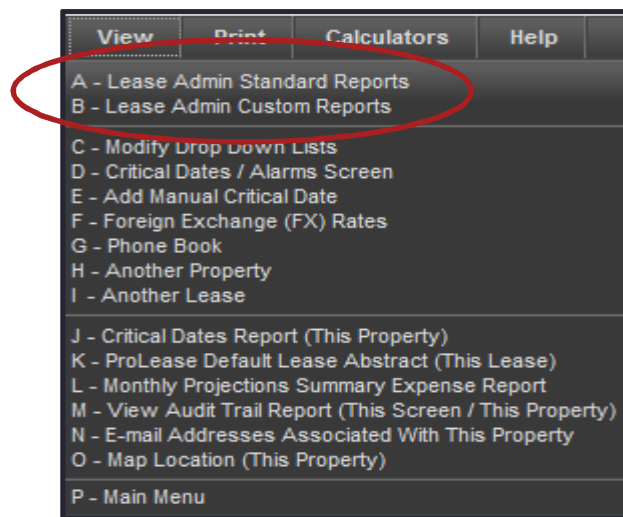 View Print Calculators Help
A - Lease Admin Standard Reports
B - Lease Admin Custom Reports
C - Modify Drop Down Lists
D - Critical Dates / Alarms Screen
E - Add Manual Critical Date
F - Foreign Exchange (FX) Rates
G - Phone Book
H - Another Property
I - Another Lease
J - Critical Dates Report (This Property)
K - ProLease Default Lease Abstract (This Lease)
L - Monthly Projections Summary Expense Report
M - View Audit Trail Report (This Screen / This Property)
N - E-mail Addresses Associated With This Property
O - Map Location (This Property)
P - Main Menu